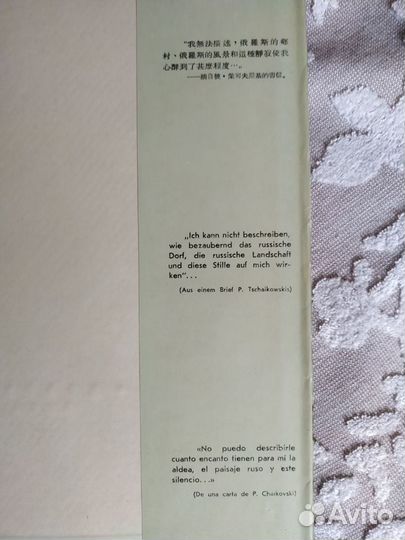 "我無法描述,俄羅斯的鄉
村、俄羅斯的風景和這種靜寂使我
心醉到了甚麽程度…。
——摘自彼·柴可夫斯基的書信。
„Ich kann nicht beschreiben,
wie bezaubernd das russische
Dorf, die russische Landschaft
und diese Stille auf mich wir-
ken"...
(Aus einem Brief P. Tschaikowskis)
«No puedo describirle
cuanto encanto tienen para mi la
aldea, el paisaje ruso y este
silencio...»
(De una carta de P. Chaikovski)
Avito